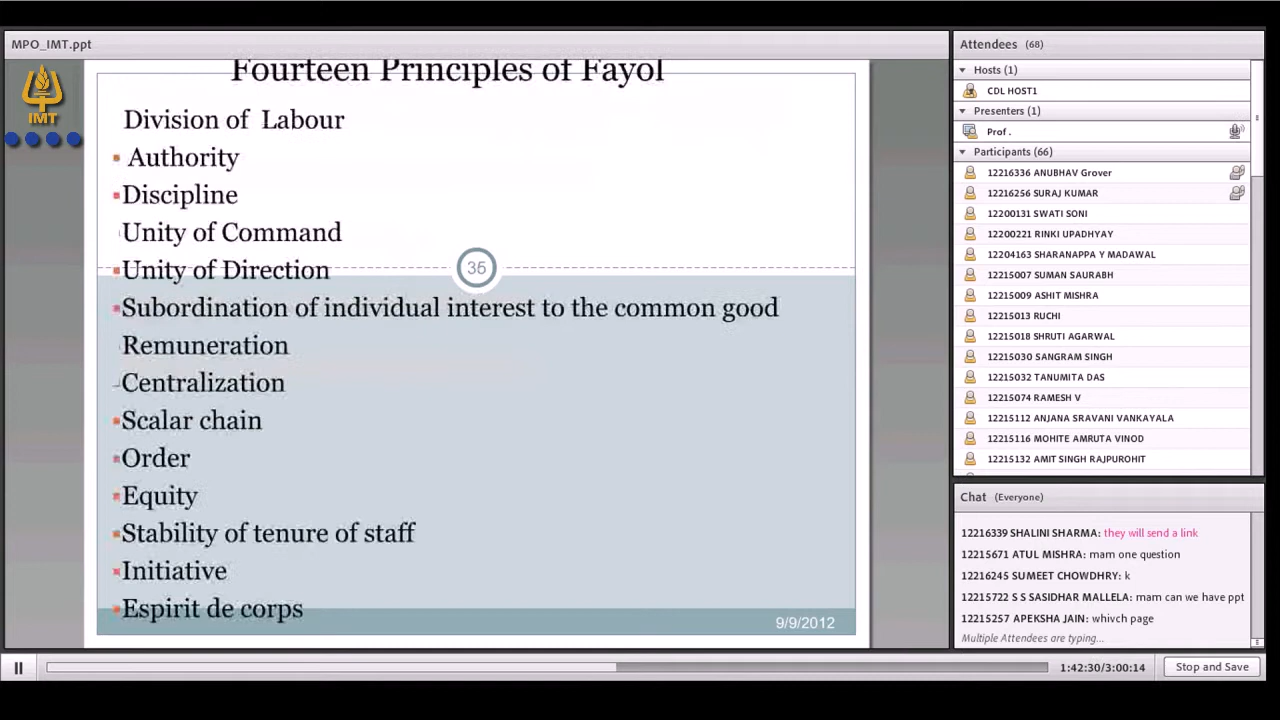 MPO_IMT.ppt
IMT
Fourteen Principles of Fayol
Division of Labour
Authority
Discipline
Unity of Command
Unity of Direction
35
Subordination of individual interest to the common good
Remuneration
Centralization
Scalar chain
Order
Equity
Stability of tenure of staff
Initiative
Espirit de corps
9/9/2012
Attendees (68)
Hosts (1)
CDL HOST1
Presenters (1)
Prof .
Participants (66)
12216336 ANUBHAV Grover
12216256 SURAJ KUMAR
12200131 SWATI SONI
12200221 RINKI UPADHYAY
12204163 SHARANAPPA Y MADAWAL
12215007 SUMAN SAURABH
12215009 ASHIT MISHRA
12215013 RUCHI
12215018 SHRUTI AGARWAL
12215030 SANGRAM SINGH
12215032 TANUMITA DAS
12215074 RAMESH V
12215112 ANJANA SRAVANI VANKAYALA
12215116 MOHITE AMRUTA VINOD
12215132 AMIT SINGH RAJPUROHIT
Chat (Everyone)
12216339 SHALINI SHARMA: they will send a link
12215671 ATUL MISHRA: mam one question
12216245 SUMEET CHOWDHRY: k
12215722 S S SASIDHAR MALLELA: mam can we have ppt
12215257 APEKSHA JAIN: whivch page
Multiple Attendees are typing...
1:42:30/3:00:14
Stop and Save